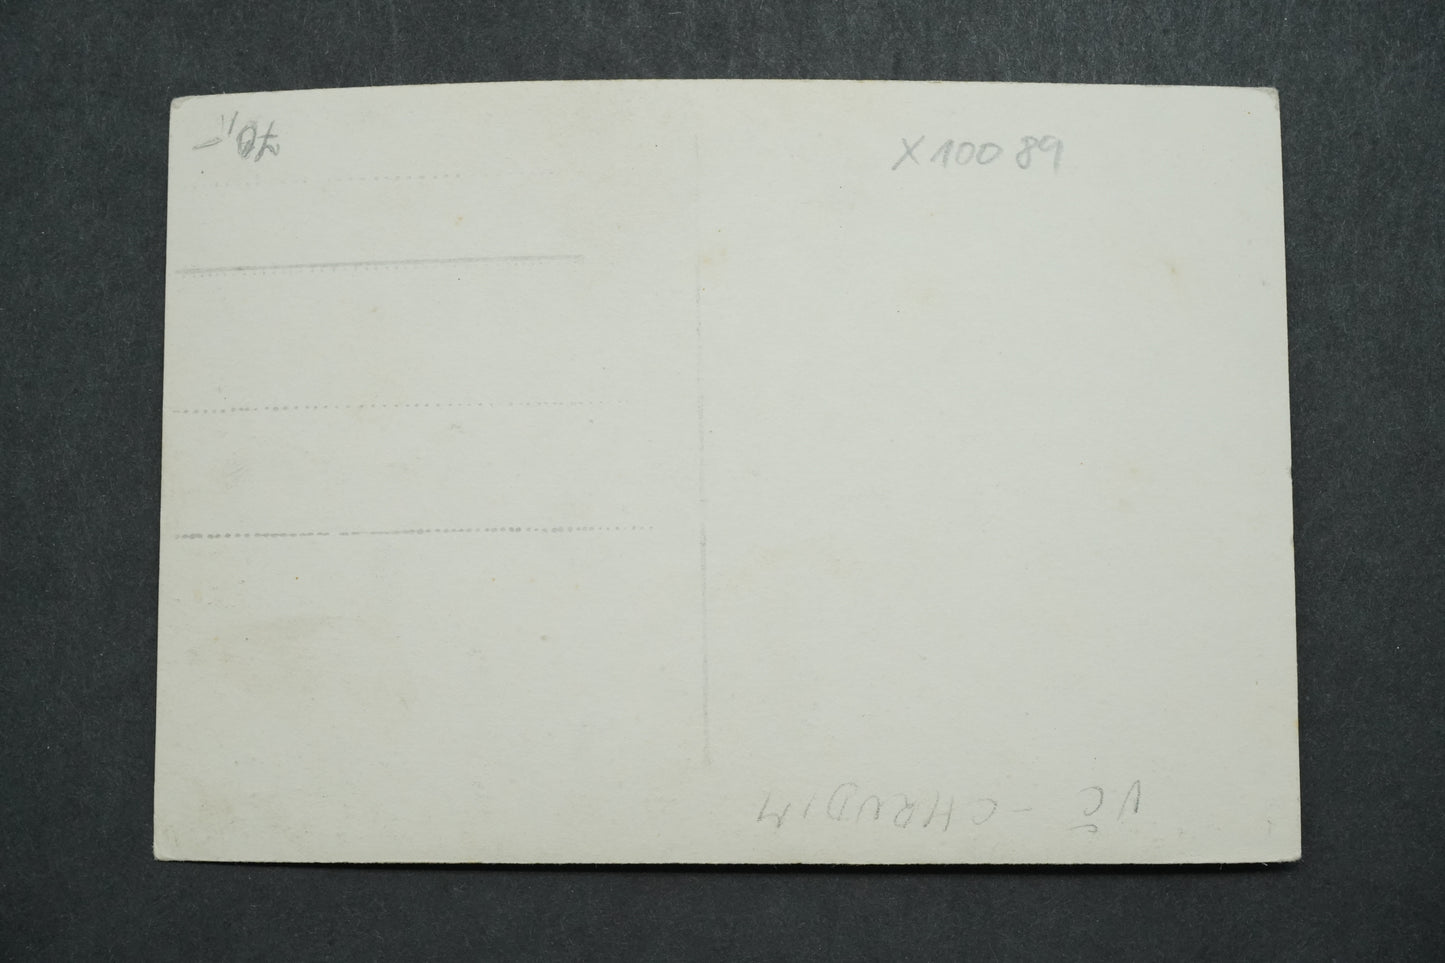 X10089
VČ - CHRUDIM